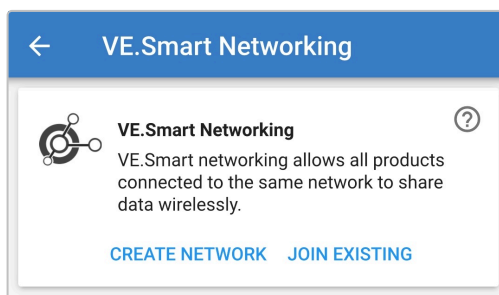 VE.Smart Networking
VE.Smart Networking
VE.Smart networking allows all products
connected to the same network to share
data wirelessly.
CREATE NETWORK JOIN EXISTING